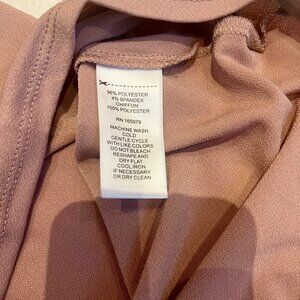 96% POLYESTER
4% SPANDEX
CHIFFON:
100% POLYESTER
RN 165979
MACHINE WASH
COLD
GENTLE CYCLE
WITH LIKE COLORS
DO NOT BLEACH
RESHAPE AND
DRY FLAT
COOL IRON
IF NECESSARY
OR DRY CLEAN